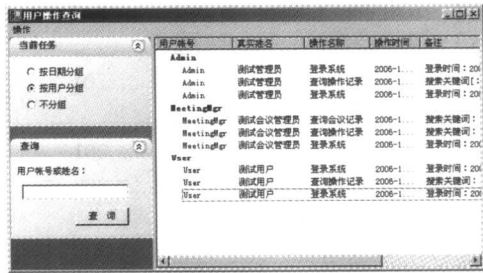 用户操作查询
操作
当前任务
按日期分组
按用户分组
不分组
查询
用户帐号或姓名：
查 询
用户帐号 真实姓名 操作名称 操作时间 备注
Admin
Admin 测试管理员 登录系统 2006-1... 登录时间：200
Admin 测试管理员 查询操作记录 2006-1... 搜索关键词[:
Admin 测试管理员 登录系统 2006-1... 登录时间：200
MeetingMgr
MeetingMgr 测试会议管理员 查询会议记录 2006-1... 搜索关键词：
MeetingMgr 测试会议管理员 查询操作记录 2006-1... 搜索关键词：
MeetingMgr 测试会议管理员 登录系统 2006-1... 登录时间：200
User
User 测试用户 登录系统 2006-1... 登录时间：200
User 测试用户 查询操作记录 2006-1... 搜索关键词：
User 测试用户 登录系统 2006-1... 登录时间：200